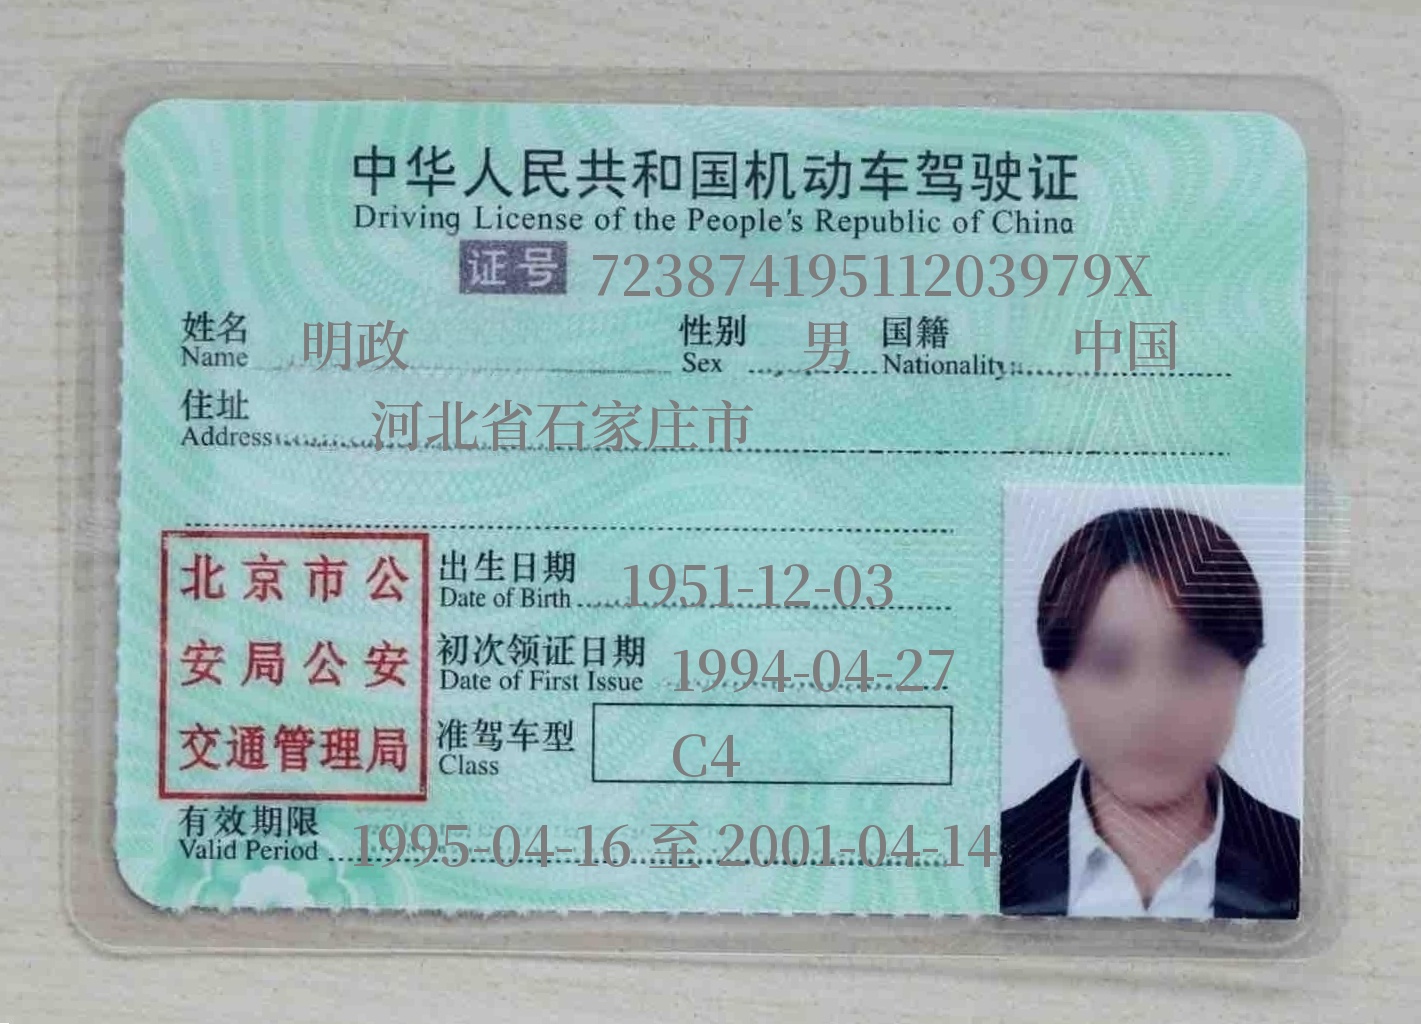 中华人民共和国机动车驾驶证
Driving License of the People's Republic of China
证号 72387419511203979X
姓名 明政 性别 男 国籍 中国
Name Sex Nationality
住址 河北省石家庄市
Address
北京市公
安局公安
交通管理局
出生日期 1951-12-03
Date of Birth
初次领证日期 1994-04-27
Date of First Issue
准驾车型 C4
Class
有效期限 1995-04-16 至 2001-04-14
Valid Period